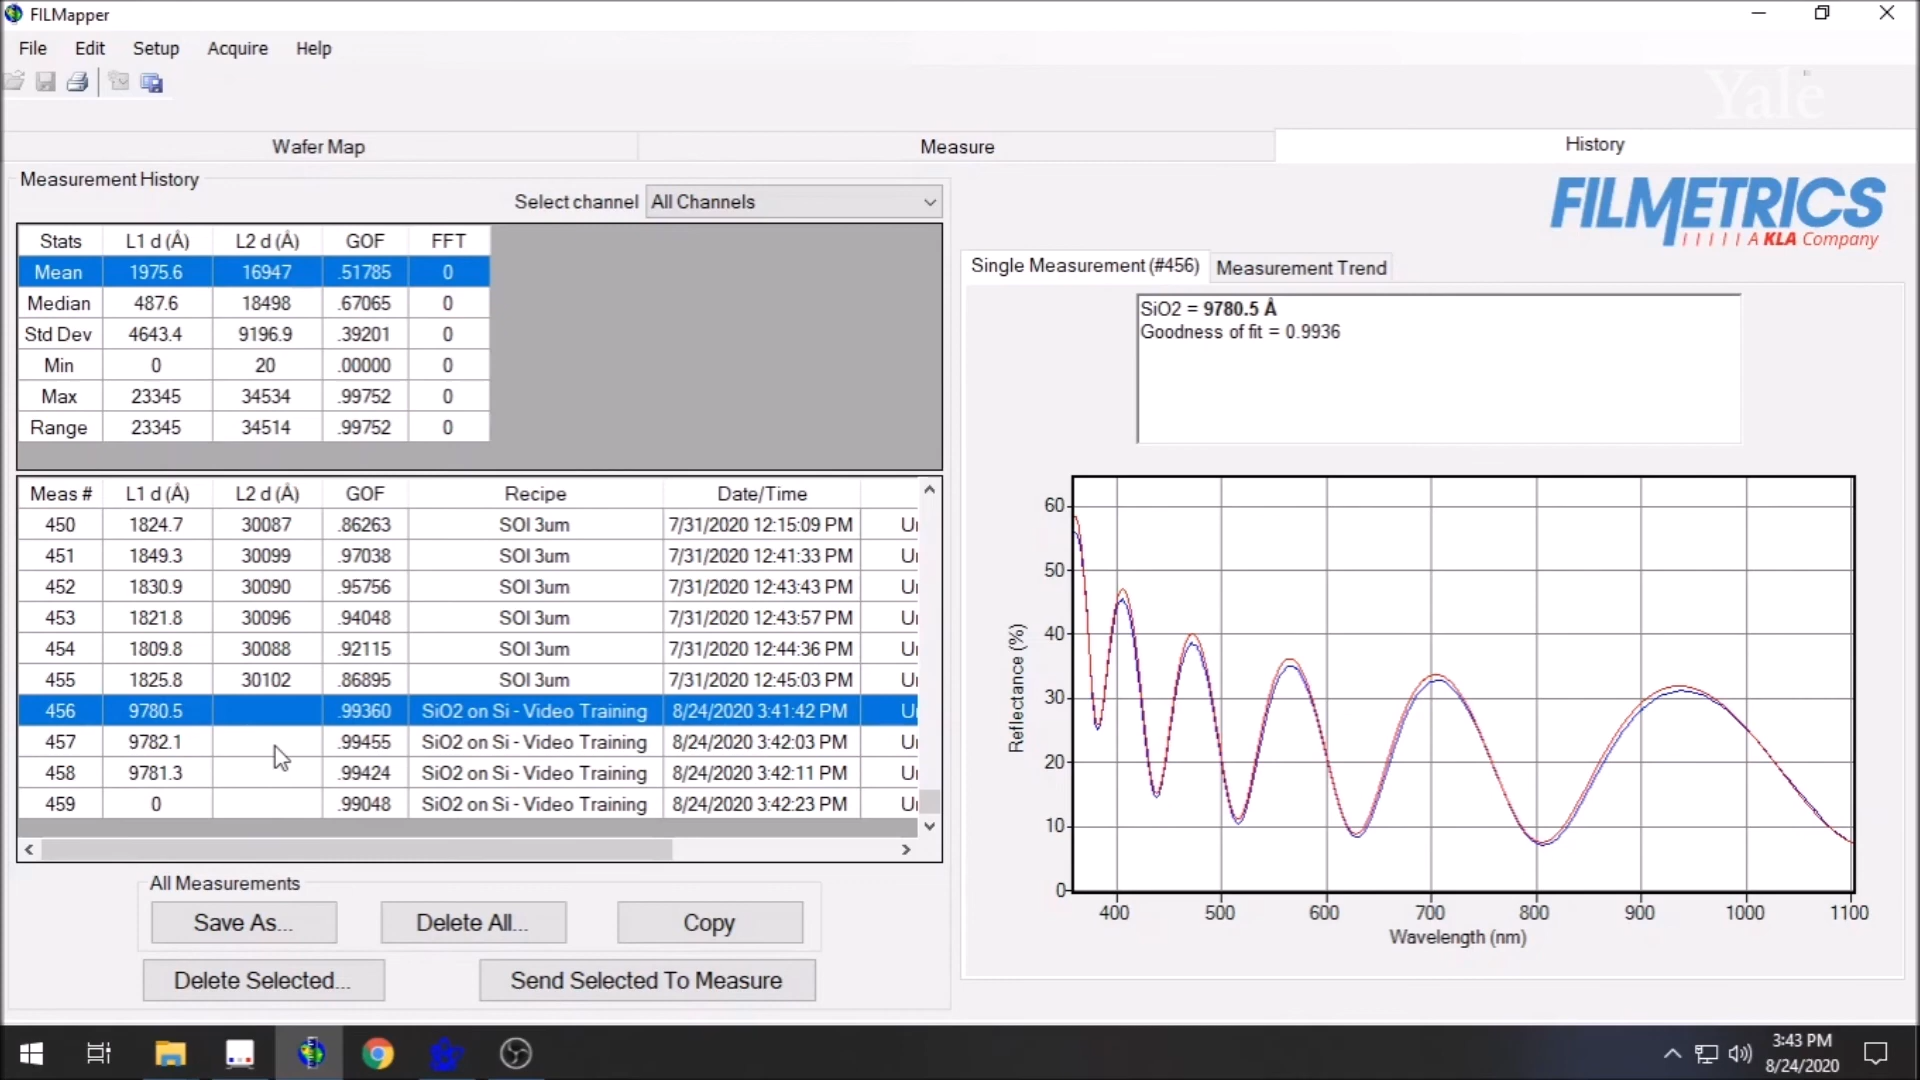 FILMapper
File Edit Setup Acquire Help
Yale
Wafer Map Measure History
Measurement History
Select channel All Channels
FILMETRICS
A KLA Company
Stats L1 d (Å) L2 d (Å) GOF FFT
Mean 1975.6 16947 .51785 0
Median 487.6 18498 .67065 0
Std Dev 4643.4 9196.9 .39201 0
Min 0 20 .00000 0
Max 23345 34534 .99752 0
Range 23345 34514 .99752 0
Meas # L1 d (Å) L2 d (Å) GOF Recipe Date/Time
450 1824.7 30087 .86263 SOI 3um 7/31/2020 12:15:09 PM
451 1849.3 30099 .97038 SOI 3um 7/31/2020 12:41:33 PM
452 1830.9 30090 .95756 SOI 3um 7/31/2020 12:43:43 PM
453 1821.8 30096 .94048 SOI 3um 7/31/2020 12:43:57 PM
454 1809.8 30088 .92115 SOI 3um 7/31/2020 12:44:36 PM
455 1825.8 30102 .86895 SOI 3um 7/31/2020 12:45:03 PM
456 9780.5 .99360 SiO2 on Si - Video Training 8/24/2020 3:41:42 PM
457 9782.1 .99455 SiO2 on Si - Video Training 8/24/2020 3:42:03 PM
458 9781.3 .99424 SiO2 on Si - Video Training 8/24/2020 3:42:11 PM
459 0 .99048 SiO2 on Si - Video Training 8/24/2020 3:42:23 PM
All Measurements
Save As... Delete All... Copy
Delete Selected... Send Selected To Measure
Single Measurement (#456) Measurement Trend
SiO2 = 9780.5 Å
Goodness of fit = 0.9936
Reflectance (%)
60
50
40
30
20
10
0
400 500 600 700 800 900 1000 1100
Wavelength (nm)
3:43 PM
8/24/2020